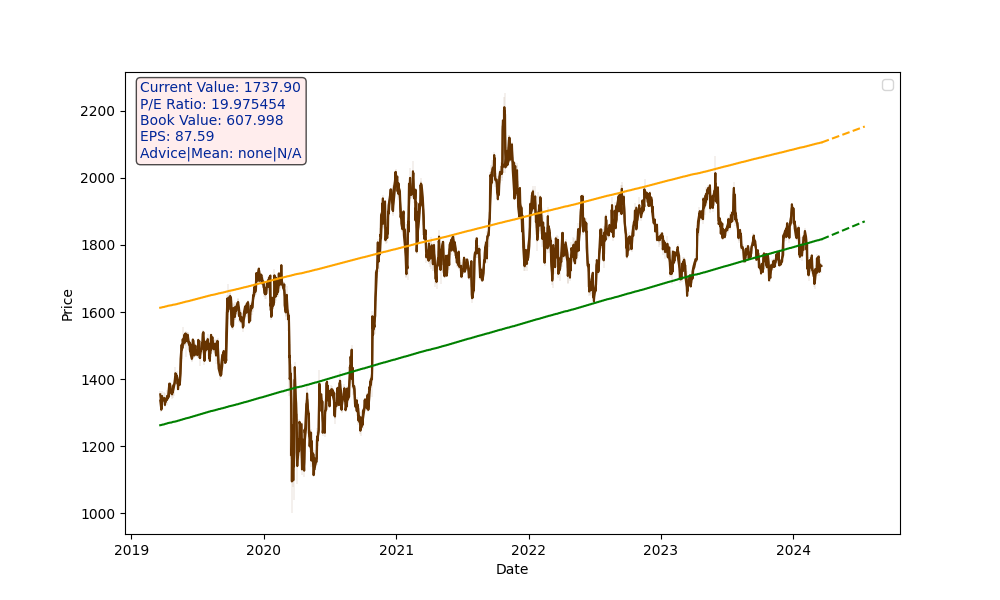 Current Value: 1737.90
P/E Ratio: 19.975454
Book Value: 607.998
EPS: 87.59
Advice|Mean: none|N/A
2200
2000
1800
1600
1400
1200
1000
Price
2019 2020 2021 2022 2023 2024
Date